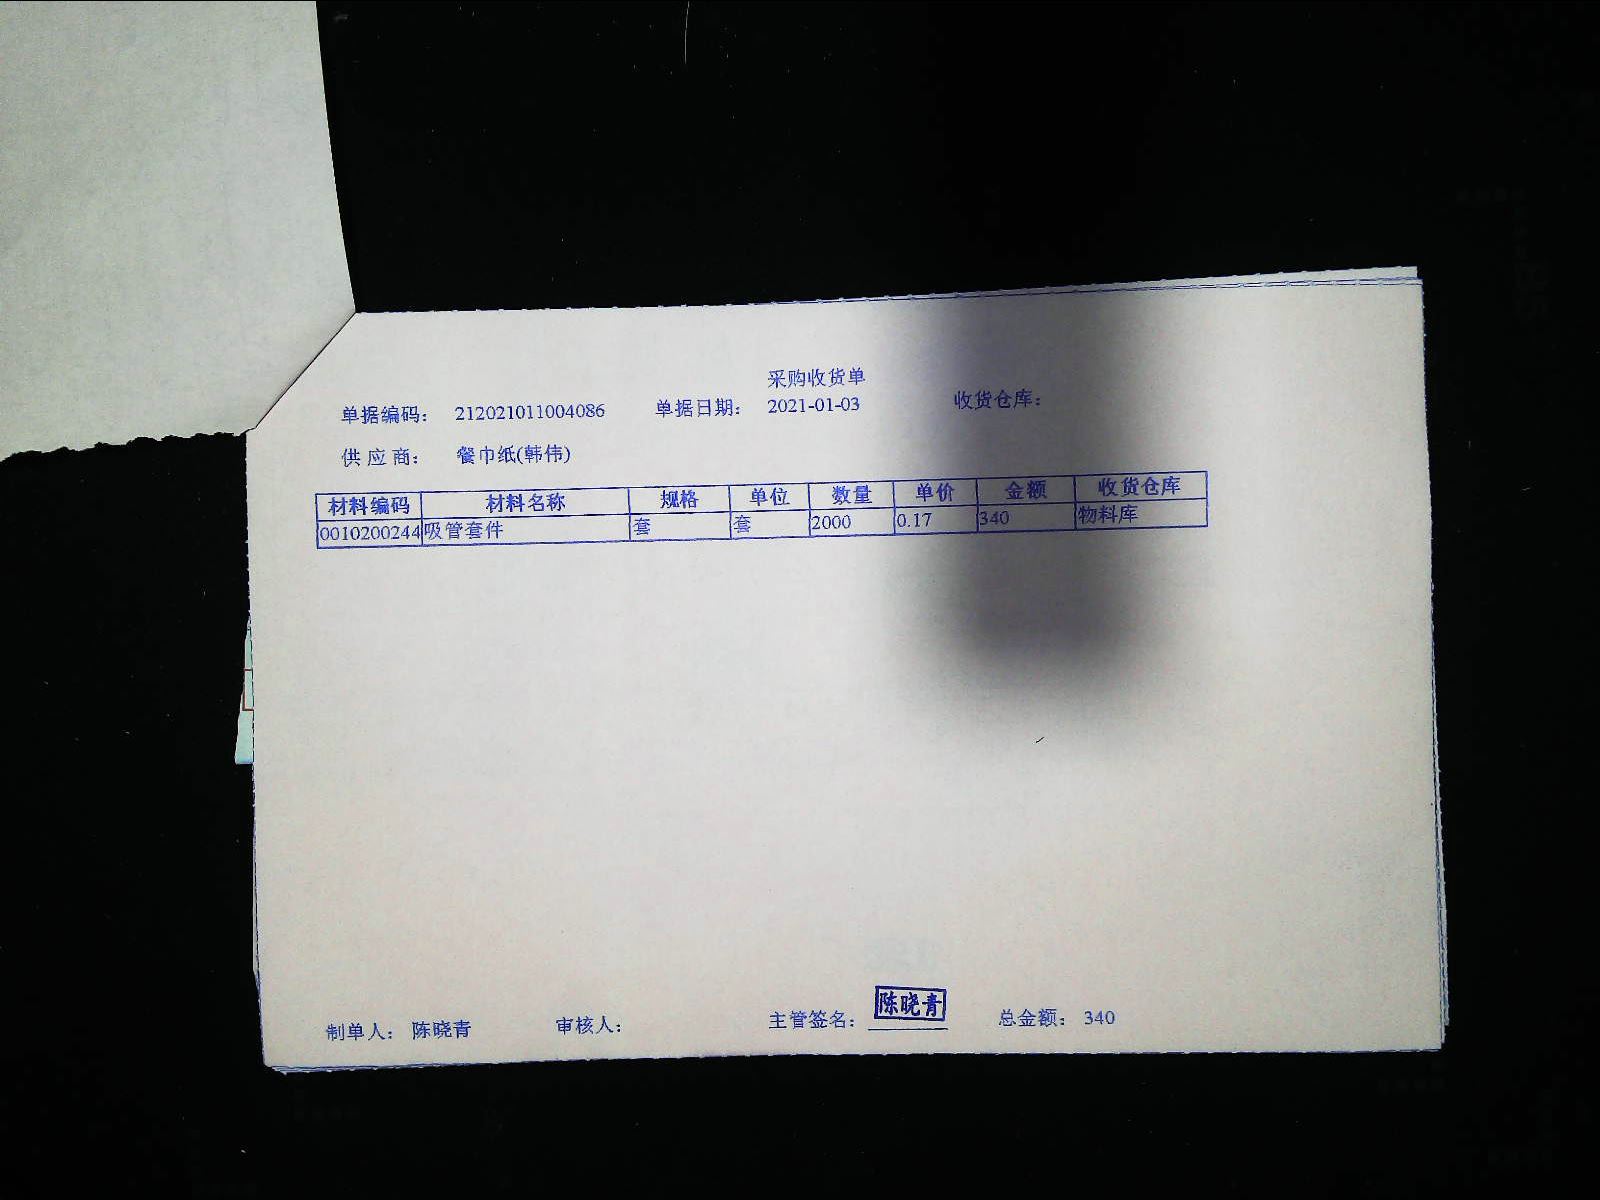 采购收货单
单据编码： 212021011004086 单据日期： 2021-01-03 收货仓库：
供应商： 餐巾纸(韩伟)
材料编码 材料名称 规格 单位 数量 单价 金额 收货仓库
0010200244 吸管套件 套 套 2000 0.17 340 物料库
制单人： 陈晓青 审核人： 主管签名： 陈晓青 总金额： 340